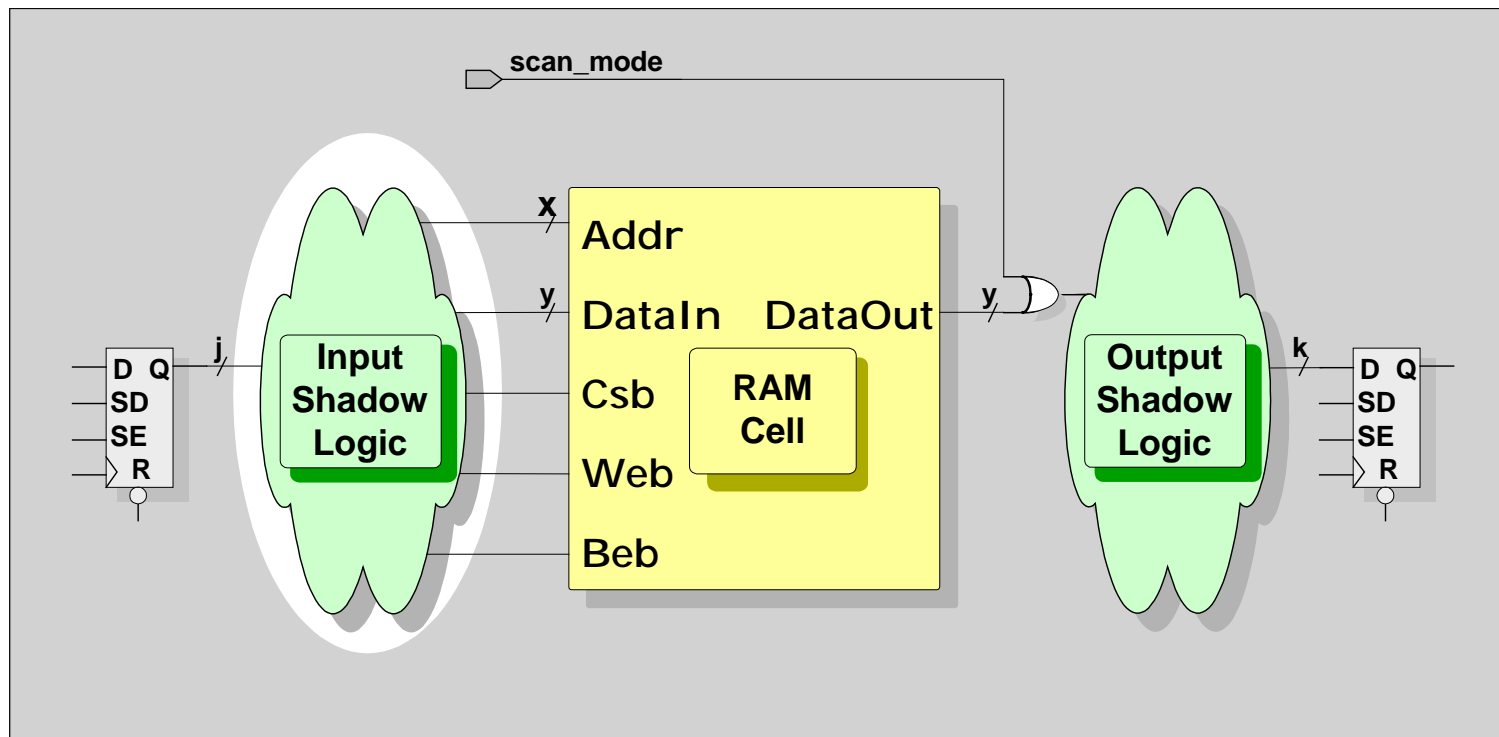 scan_mode
x
Addr
y
DataIn
DataOut
y
j
Input
Shadow
Logic
Csb
RAM
Cell
Web
Beb
Output
Shadow
Logic
k
D Q
SD
SE
R
D Q
SD
SE
R